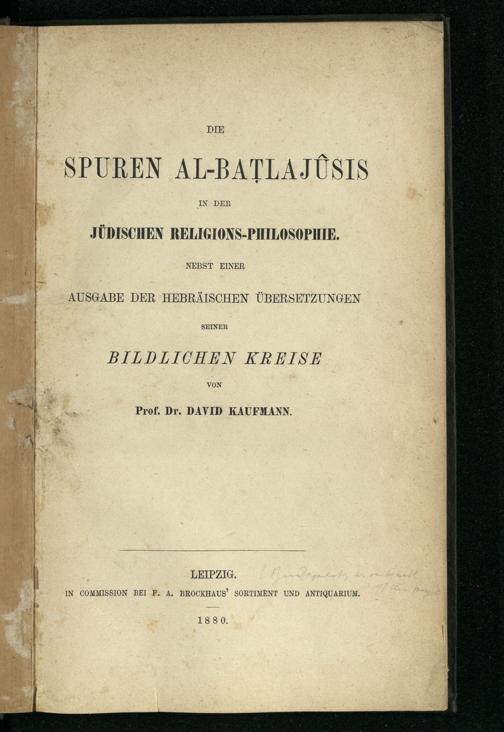 DIE
SPUREN AL-BAṬLAJÛSIS
IN DER
JÜDISCHEN RELIGIONS-PHILOSOPHIE.
NEBST EINER
AUSGABE DER HEBRÄISCHEN ÜBERSETZUNGEN
SEINER
BILDLICHEN KREISE
VON
Prof. Dr. DAVID KAUFMANN.
LEIPZIG.
IN COMMISSION BEI F. A. BROCKHAUS' SORTIMENT UND ANTIQUARIUM.
1880.